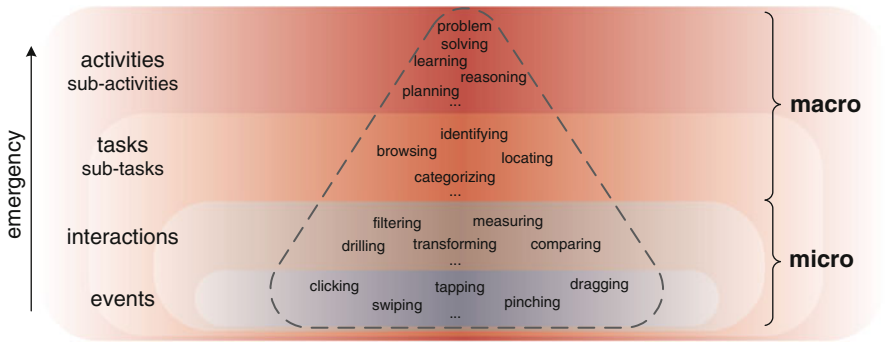 problem
solving
learning
reasoning
planning
...
activities
sub-activities
macro
identifying
browsing
locating
categorizing
...
tasks
sub-tasks
emergency
filtering
measuring
drilling
transforming
comparing
...
interactions
micro
clicking
tapping
dragging
swiping
pinching
...
events